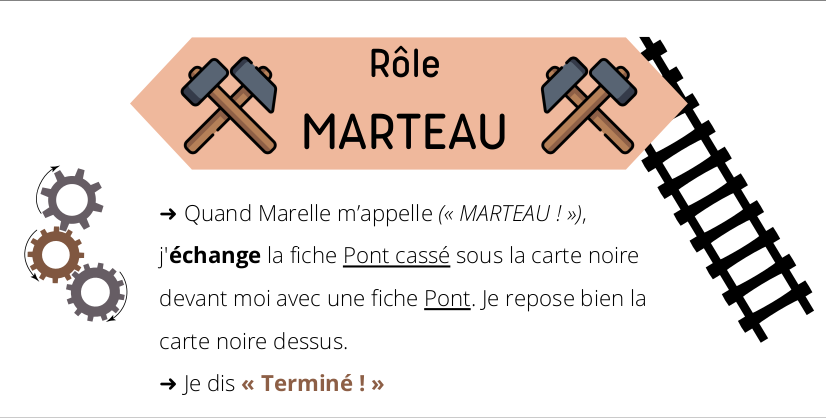 Rôle
MARTEAU
➜ Quand Marelle m’appelle (« MARTEAU ! »),
j'échange la fiche Pont cassé sous la carte noire
devant moi avec une fiche Pont. Je repose bien la
carte noire dessus.
➜ Je dis « Terminé ! »